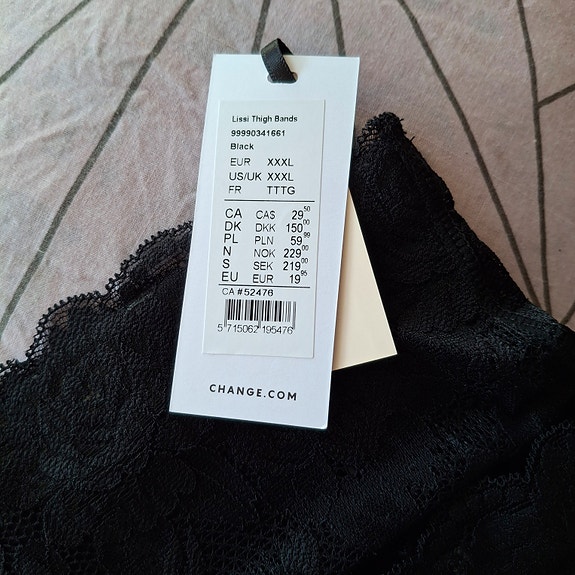 Lissi Thigh Bands
99990341661
Black
EUR XXXL
US/UK XXXL
FR TTTG
CA CA$ 29 50
DK DKK 150 00
PL PLN 59 99
N NOK 229 00
S SEK 219 00
EU EUR 19 95
CA # 52476
5 715062 195476
CHANGE.COM